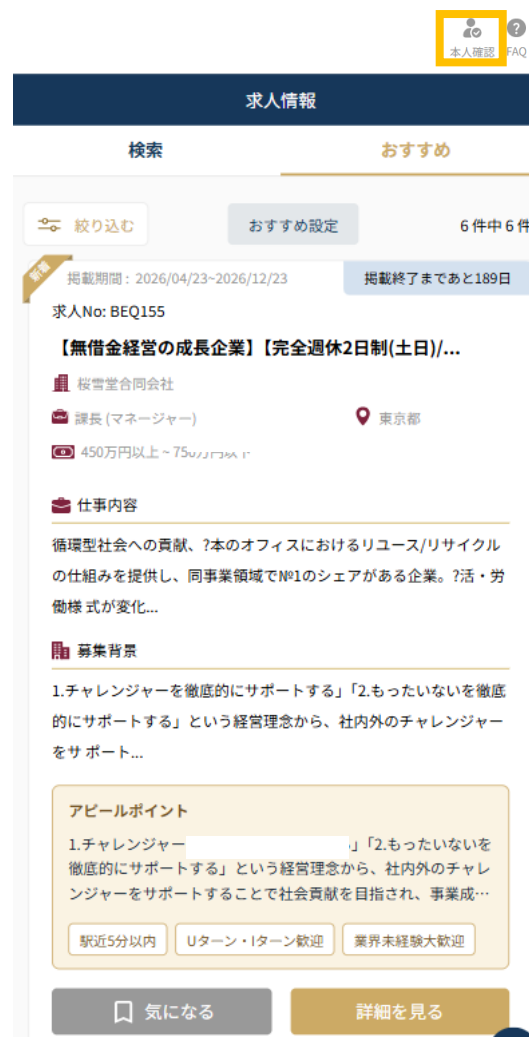 本人確認
FAQ
求人情報
検索
おすすめ
絞り込む
おすすめ設定
6件中6件
新着
掲載期間: 2026/04/23~2026/12/23
掲載終了まであと189日
求人No: BEQ155
【無借金経営の成長企業】【完全週休2日制(土日)/...
桜雪堂合同会社
課長 (マネージャー)
東京都
450万円以上 ~ 750万円以下
仕事内容
循環型社会への貢献、?本のオフィスにおけるリユース/リサイクル
の仕組みを提供し、同事業領域で№1のシェアがある企業。?活・労
働様 式が変化...
募集背景
1.チャレンジャーを徹底的にサポートする」「2.もったいないを徹底
的にサポートする」という経営理念から、社内外のチャレンジャー
をサ ポート...
アピールポイント
1.チャレンジャー 」「2.もったいないを
徹底的にサポートする」という経営理念から、社内外のチャレ
ンジャーをサポートすることで社会貢献を目指され、事業成…
駅近5分以内
Uターン・Iターン歓迎
業界未経験大歓迎
気になる
詳細を見る